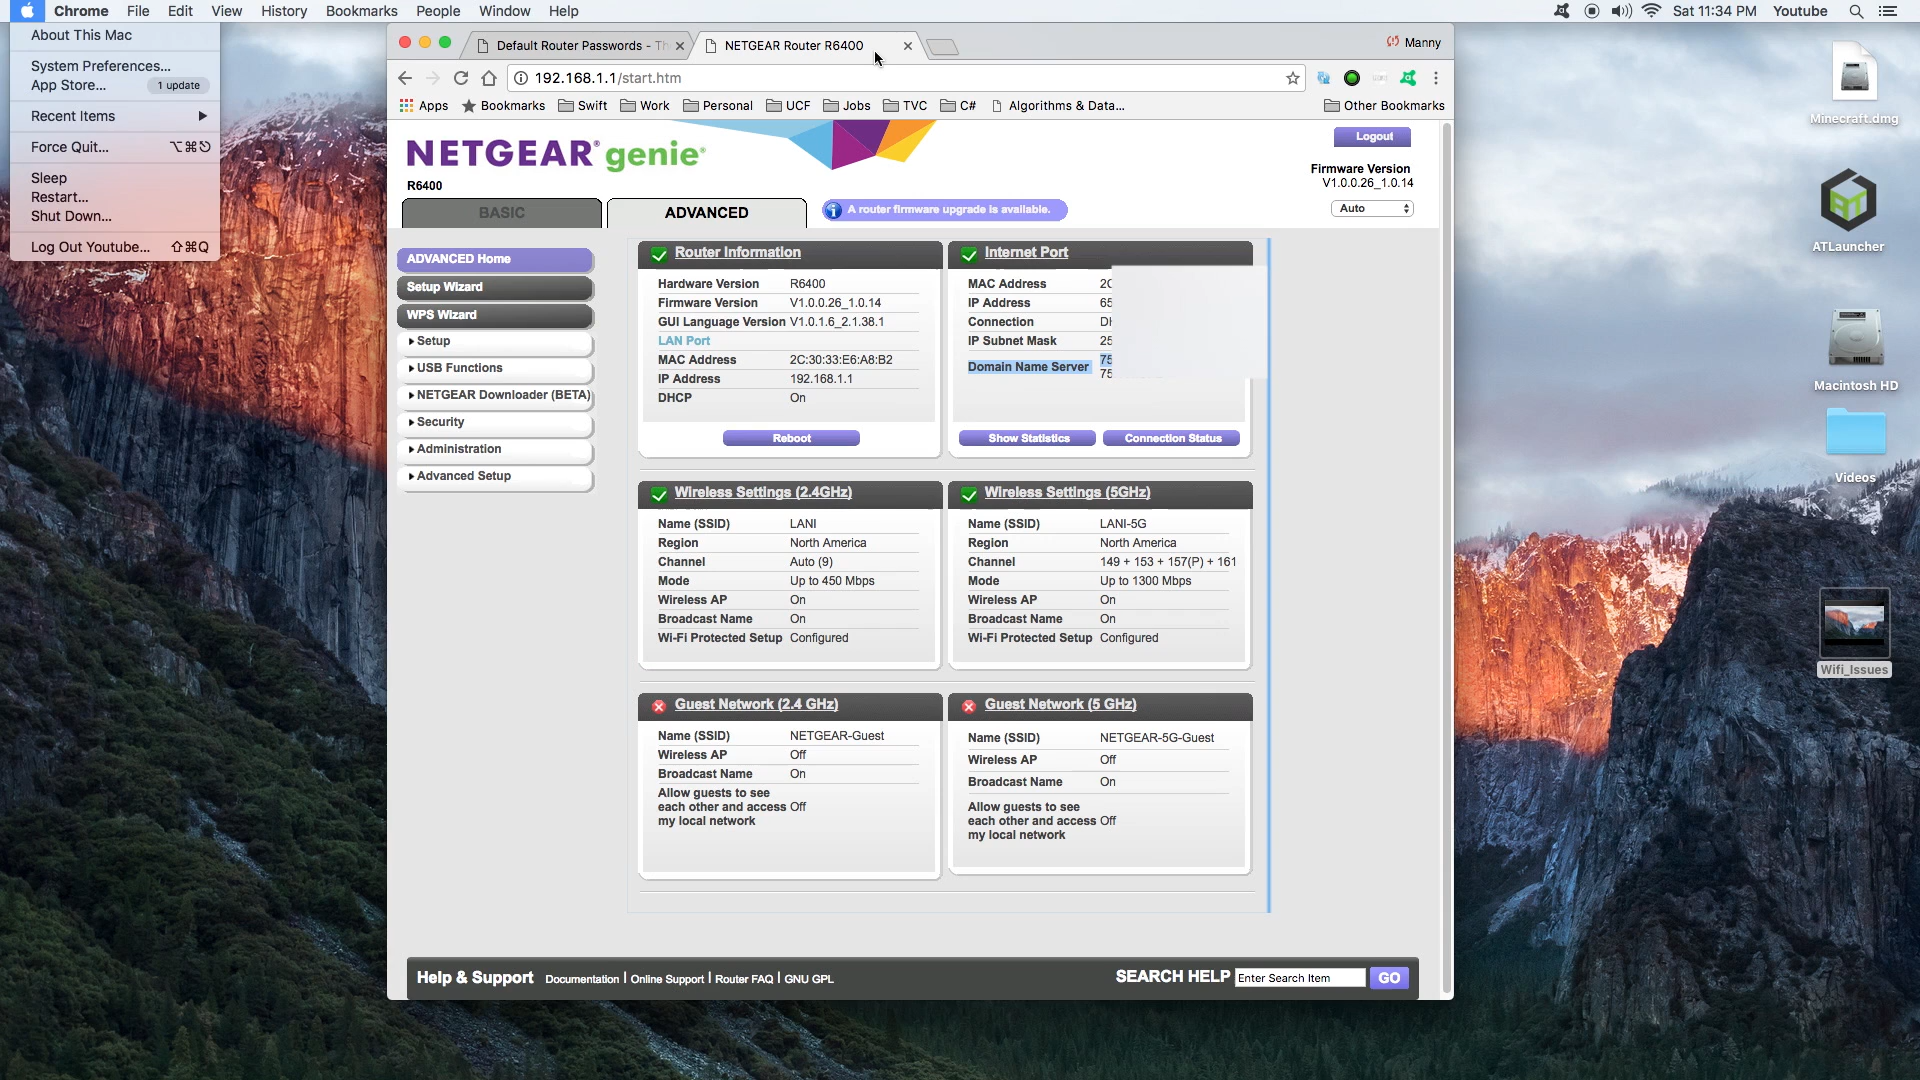 Chrome File Edit View History Bookmarks People Window Help
Sat 11:34 PM Youtube
About This Mac
System Preferences...
App Store... 1 update
Recent Items
Force Quit... ⌥⌘⎋
Sleep
Restart...
Shut Down...
Log Out Youtube... ⇧⌘Q
Default Router Passwords - Th
NETGEAR Router R6400
Manny
192.168.1.1/start.htm
Apps Bookmarks Swift Work Personal UCF Jobs TVC C# Algorithms & Data... Other Bookmarks
NETGEAR® genie®
R6400
Logout
Firmware Version
V1.0.0.26_1.0.14
BASIC
ADVANCED
A router firmware upgrade is available.
Auto
ADVANCED Home
Setup Wizard
WPS Wizard
Setup
USB Functions
NETGEAR Downloader (BETA)
Security
Administration
Advanced Setup
Router Information
Hardware Version R6400
Firmware Version V1.0.0.26_1.0.14
GUI Language Version V1.0.1.6_2.1.38.1
LAN Port
MAC Address 2C:30:33:E6:A8:B2
IP Address 192.168.1.1
DHCP On
Reboot
Internet Port
MAC Address 2C
IP Address 65
Connection DH
IP Subnet Mask 25
Domain Name Server 75
75
Show Statistics
Connection Status
Wireless Settings (2.4GHz)
Name (SSID) LANI
Region North America
Channel Auto (9)
Mode Up to 450 Mbps
Wireless AP On
Broadcast Name On
Wi-Fi Protected Setup Configured
Wireless Settings (5GHz)
Name (SSID) LANI-5G
Region North America
Channel 149 + 153 + 157(P) + 161
Mode Up to 1300 Mbps
Wireless AP On
Broadcast Name On
Wi-Fi Protected Setup Configured
Guest Network (2.4 GHz)
Name (SSID) NETGEAR-Guest
Wireless AP Off
Broadcast Name On
Allow guests to see
each other and access Off
my local network
Guest Network (5 GHz)
Name (SSID) NETGEAR-5G-Guest
Wireless AP Off
Broadcast Name On
Allow guests to see
each other and access Off
my local network
Help & Support Documentation | Online Support | Router FAQ | GNU GPL
SEARCH HELP Enter Search Item GO
Minecraft.dmg
ATLauncher
Macintosh HD
Videos
Wifi_Issues